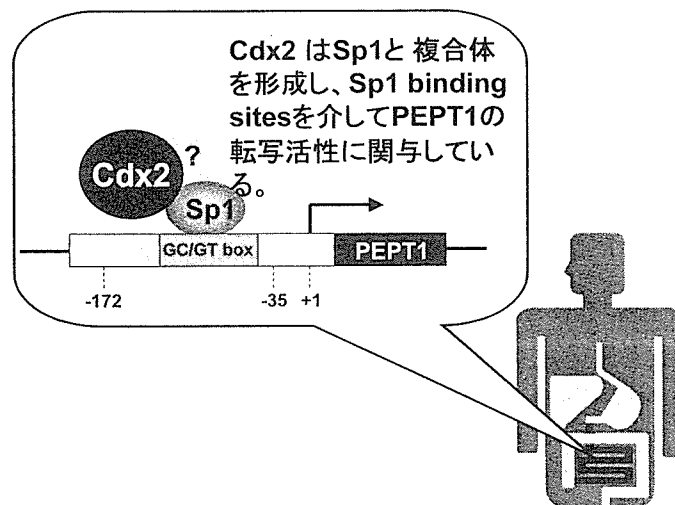 Cdx2 はSp1と 複合体
を形成し、Sp1 binding
sitesを介してPEPT1の
転写活性に関与してい
る。
?
Cdx2
Sp1
GC/GT box
PEPT1
-172
-35 +1